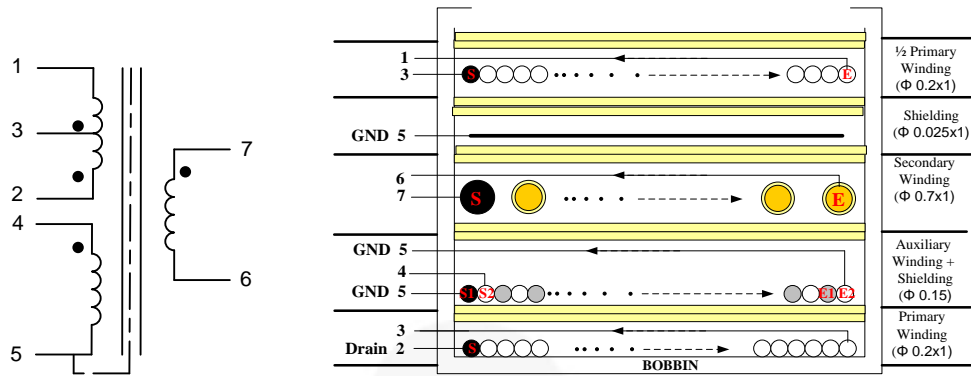 1
3
2
4
5
7
6
1
3
S
E
½ Primary
Winding
(Φ 0.2x1)
GND 5
Shielding
(Φ 0.025x1)
6
7
S
E
Secondary
Winding
(Φ 0.7x1)
GND 5
4
GND 5
S1
S2
E1
E2
Auxiliary
Winding +
Shielding
(Φ 0.15)
3
Drain 2
S
Primary
Winding
(Φ 0.2x1)
BOBBIN